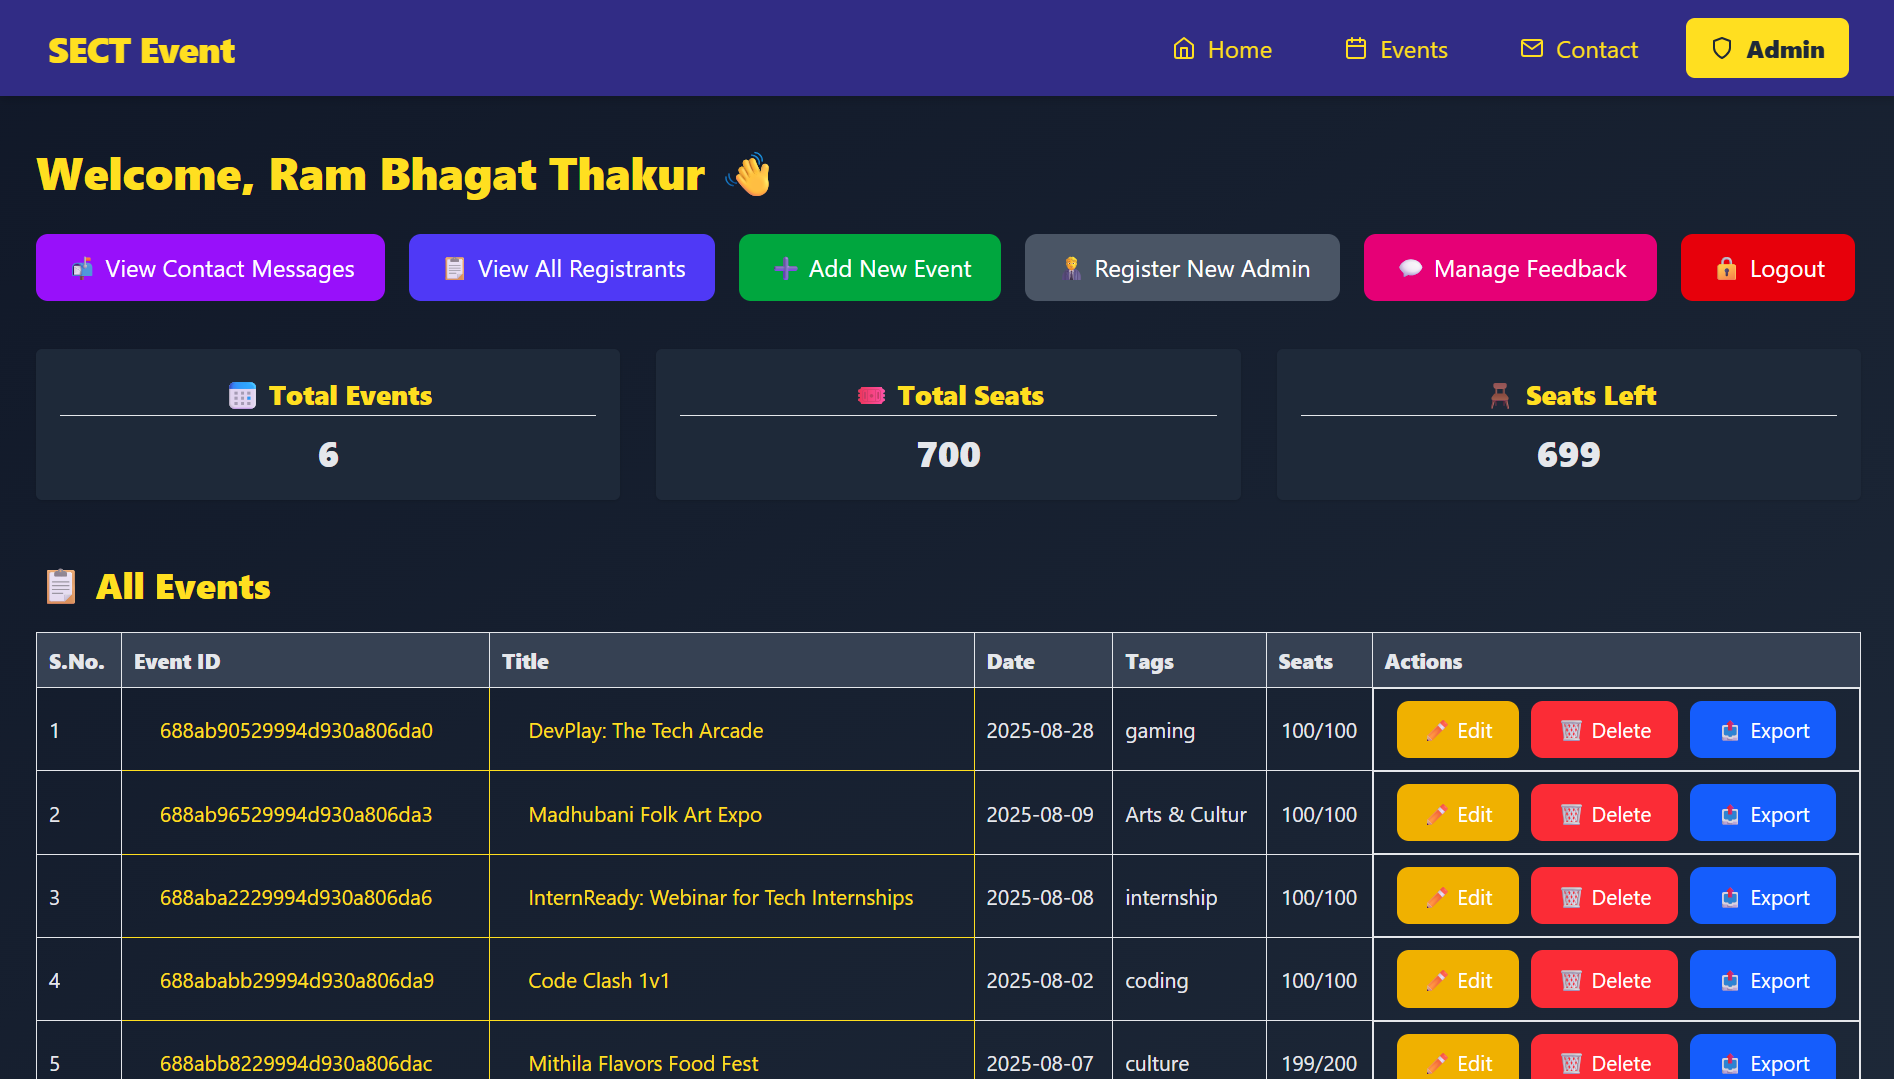 SECT Event
Home
Events
Contact
Admin
Welcome, Ram Bhagat Thakur
View Contact Messages
View All Registrants
Add New Event
Register New Admin
Manage Feedback
Logout
Total Events
6
Total Seats
700
Seats Left
699
All Events
S.No. Event ID Title Date Tags Seats Actions
1 688ab90529994d930a806da0 DevPlay: The Tech Arcade 2025-08-28 gaming 100/100 Edit Delete Export
2 688ab96529994d930a806da3 Madhubani Folk Art Expo 2025-08-09 Arts & Cultur 100/100 Edit Delete Export
3 688aba2229994d930a806da6 InternReady: Webinar for Tech Internships 2025-08-08 internship 100/100 Edit Delete Export
4 688ababb29994d930a806da9 Code Clash 1v1 2025-08-02 coding 100/100 Edit Delete Export
5 688abb8229994d930a806dac Mithila Flavors Food Fest 2025-08-07 culture 199/200 Edit Delete Export